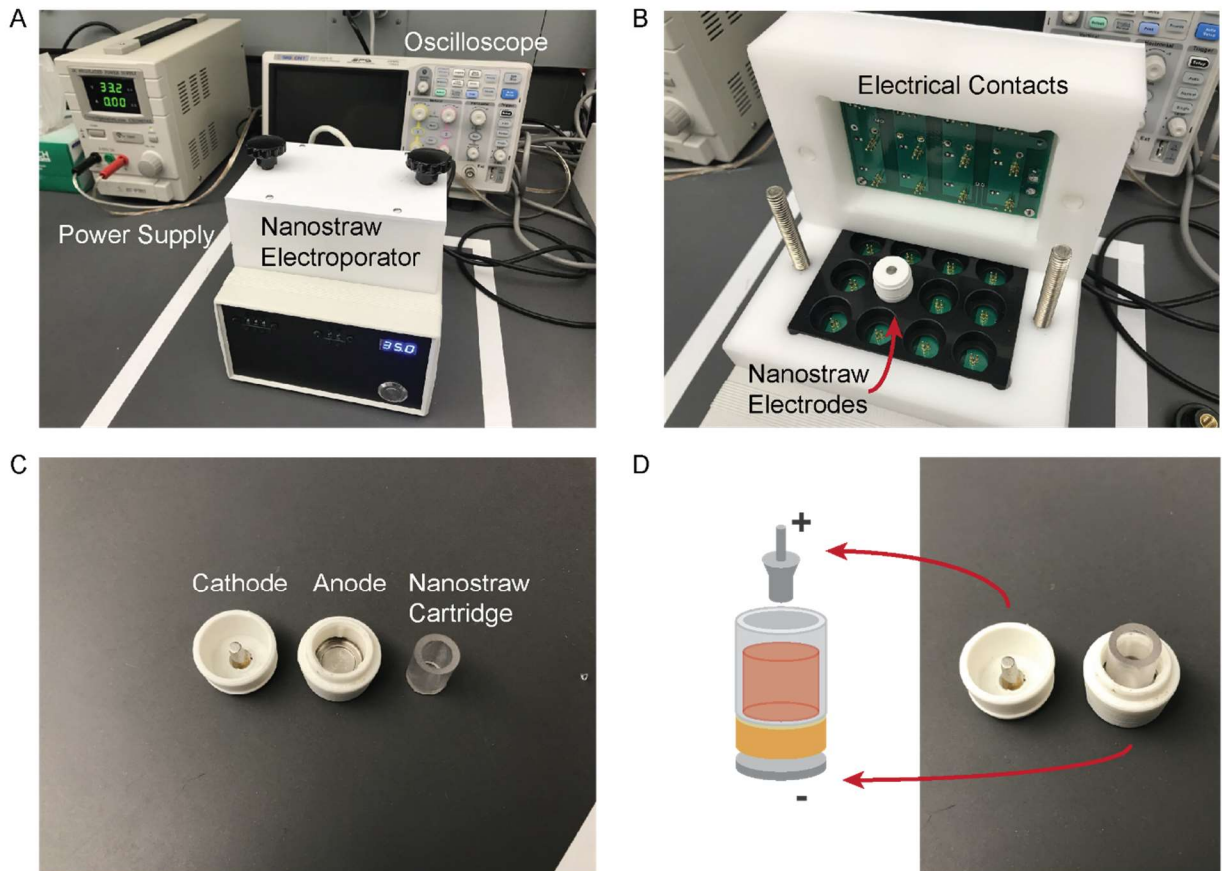 A
Oscilloscope
33.2
0.00
Power Supply
Nanostraw
Electroporator
35.0
B
Electrical Contacts
Nanostraw
Electrodes
C
Cathode
Anode
Nanostraw
Cartridge
D
+
-